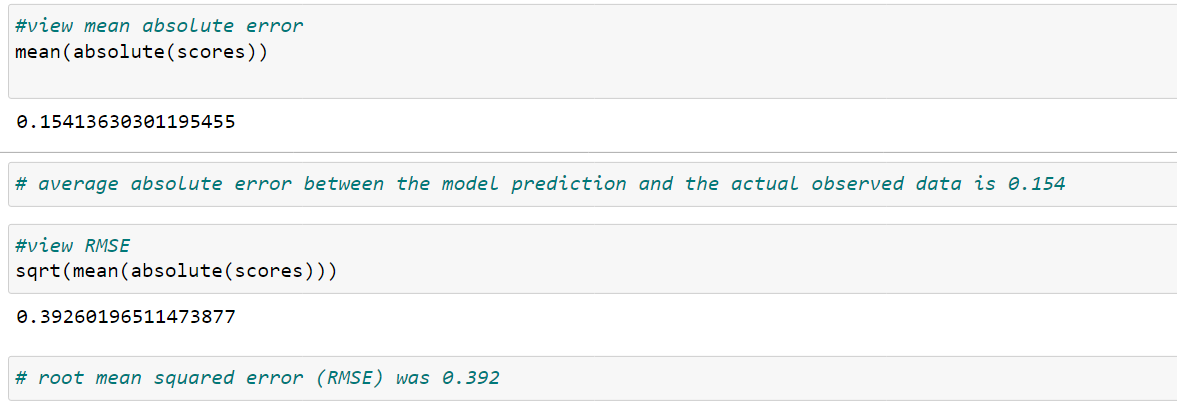 #view mean absolute error
mean(absolute(scores))
0.15413630301195455
# average absolute error between the model prediction and the actual observed data is 0.154
#view RMSE
sqrt(mean(absolute(scores)))
0.39260196511473877
# root mean squared error (RMSE) was 0.392